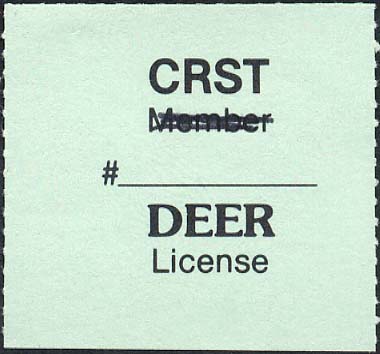 CRST
Member
#
DEER
License